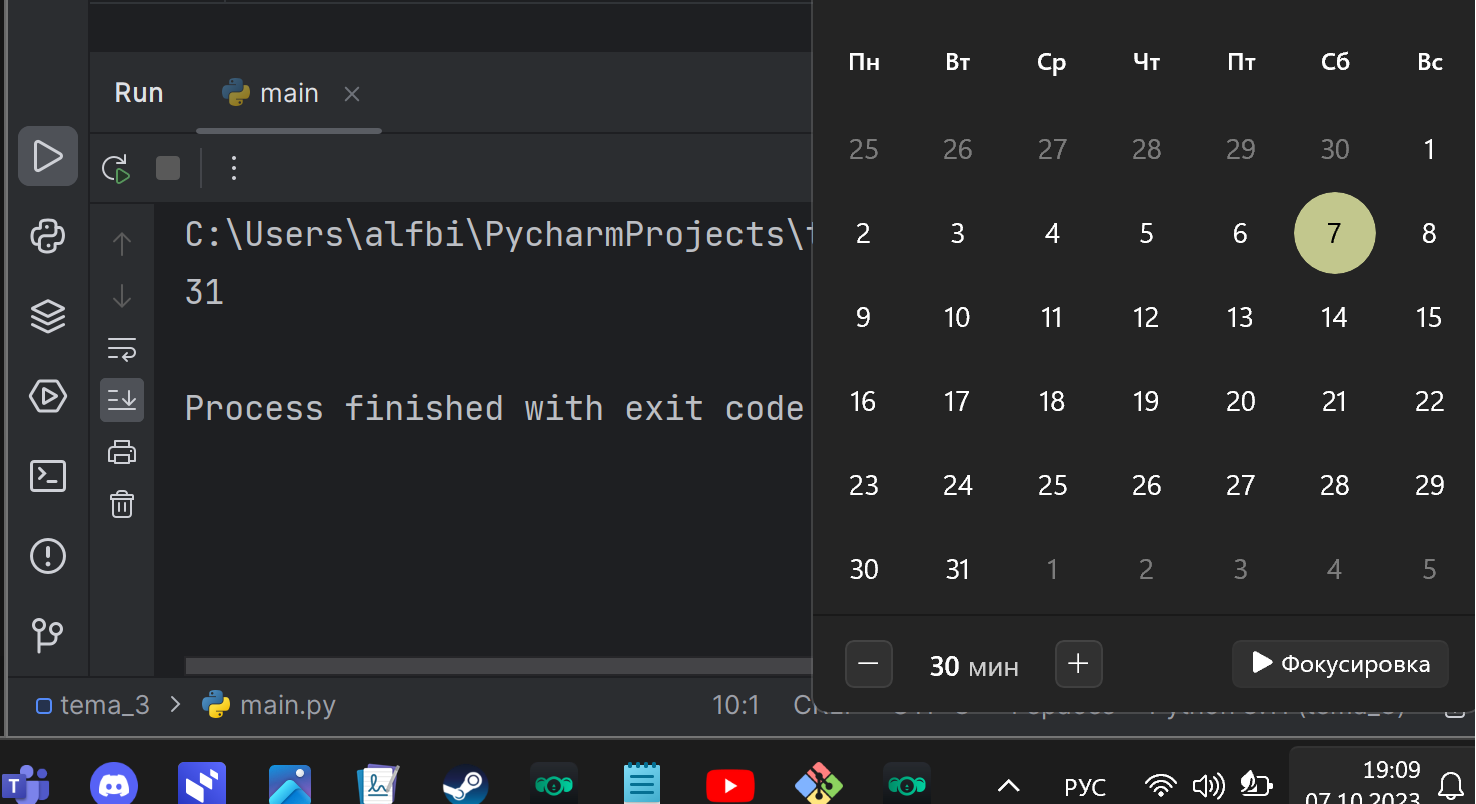 Run
main
C:\Users\alfbi\PycharmProjects\
31
Process finished with exit code
tema_3 > main.py
10:1
Пн Вт Ср Чт Пт Сб Вс
25 26 27 28 29 30 1
2 3 4 5 6 7 8
9 10 11 12 13 14 15
16 17 18 19 20 21 22
23 24 25 26 27 28 29
30 31 1 2 3 4 5
30 мин
Фокусировка
РУС
19:09
07.10.2023